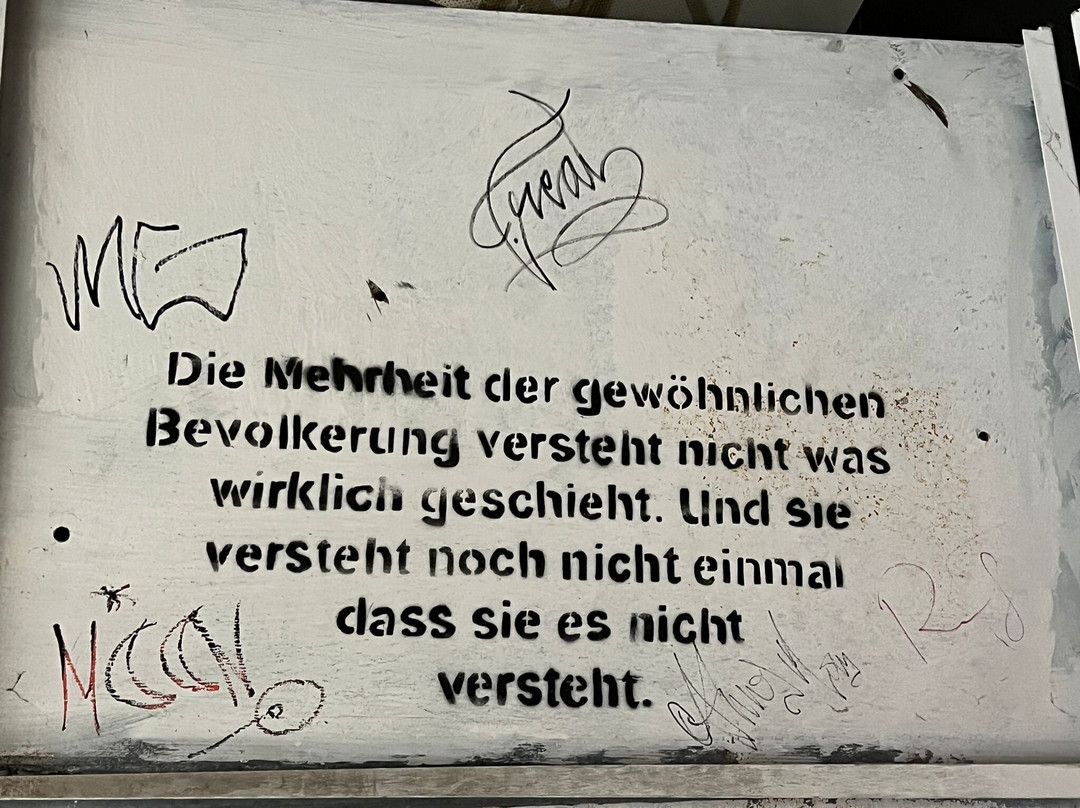 Die Mehrheit der gewöhnlichen
Bevolkerung versteht nicht was
wirklich geschieht. Und sie
versteht noch nicht einmal
dass sie es nicht
versteht.